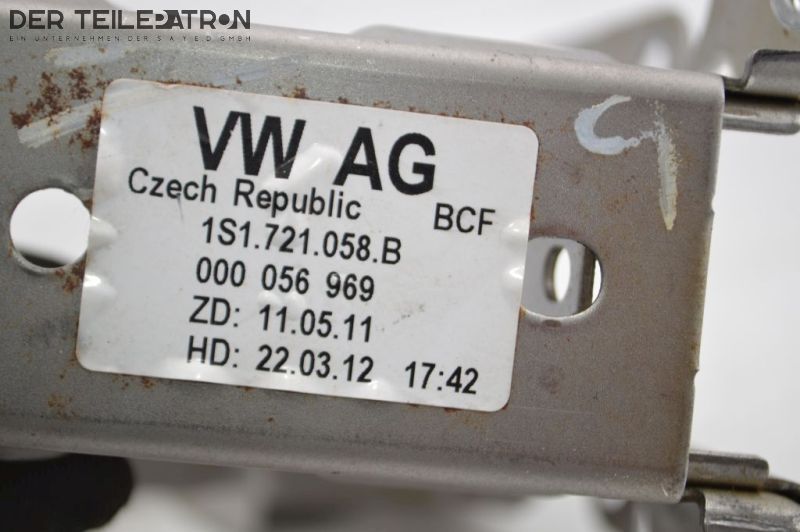 DER TEILEPATRON
EIN UNTERNEHMEN DER SAYED GMBH
VW AG
Czech Republic BCF
1S1.721.058.B
000 056 969
ZD: 11.05.11
HD: 22.03.12 17:42